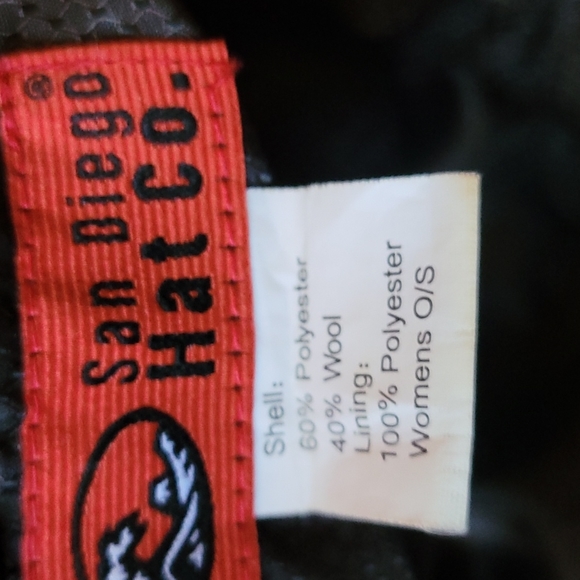 San Diego®
Hat Co.
Shell:
60% Polyester
40% Wool
Lining:
100% Polyester
Womens O/S